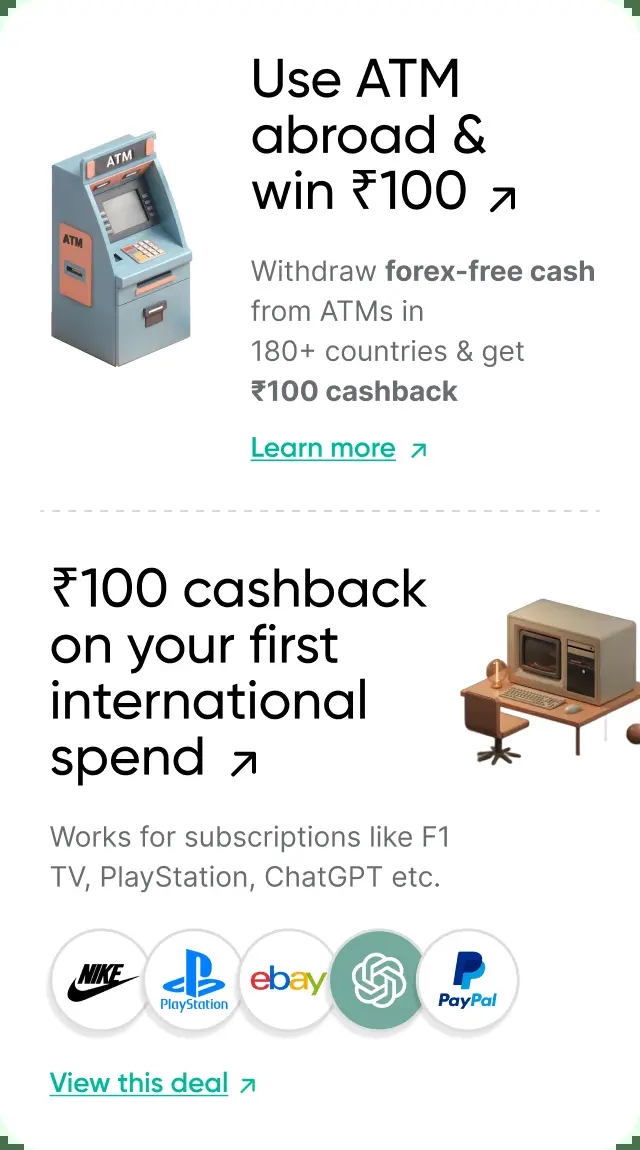 Use ATM
abroad &
win ₹100 ↗
ATM
ATM
Withdraw forex-free cash
from ATMs in
180+ countries & get
₹100 cashback
Learn more ↗
₹100 cashback
on your first
international
spend ↗
Works for subscriptions like F1
TV, PlayStation, ChatGPT etc.
NIKE
PlayStation
ebay
PayPal
View this deal ↗